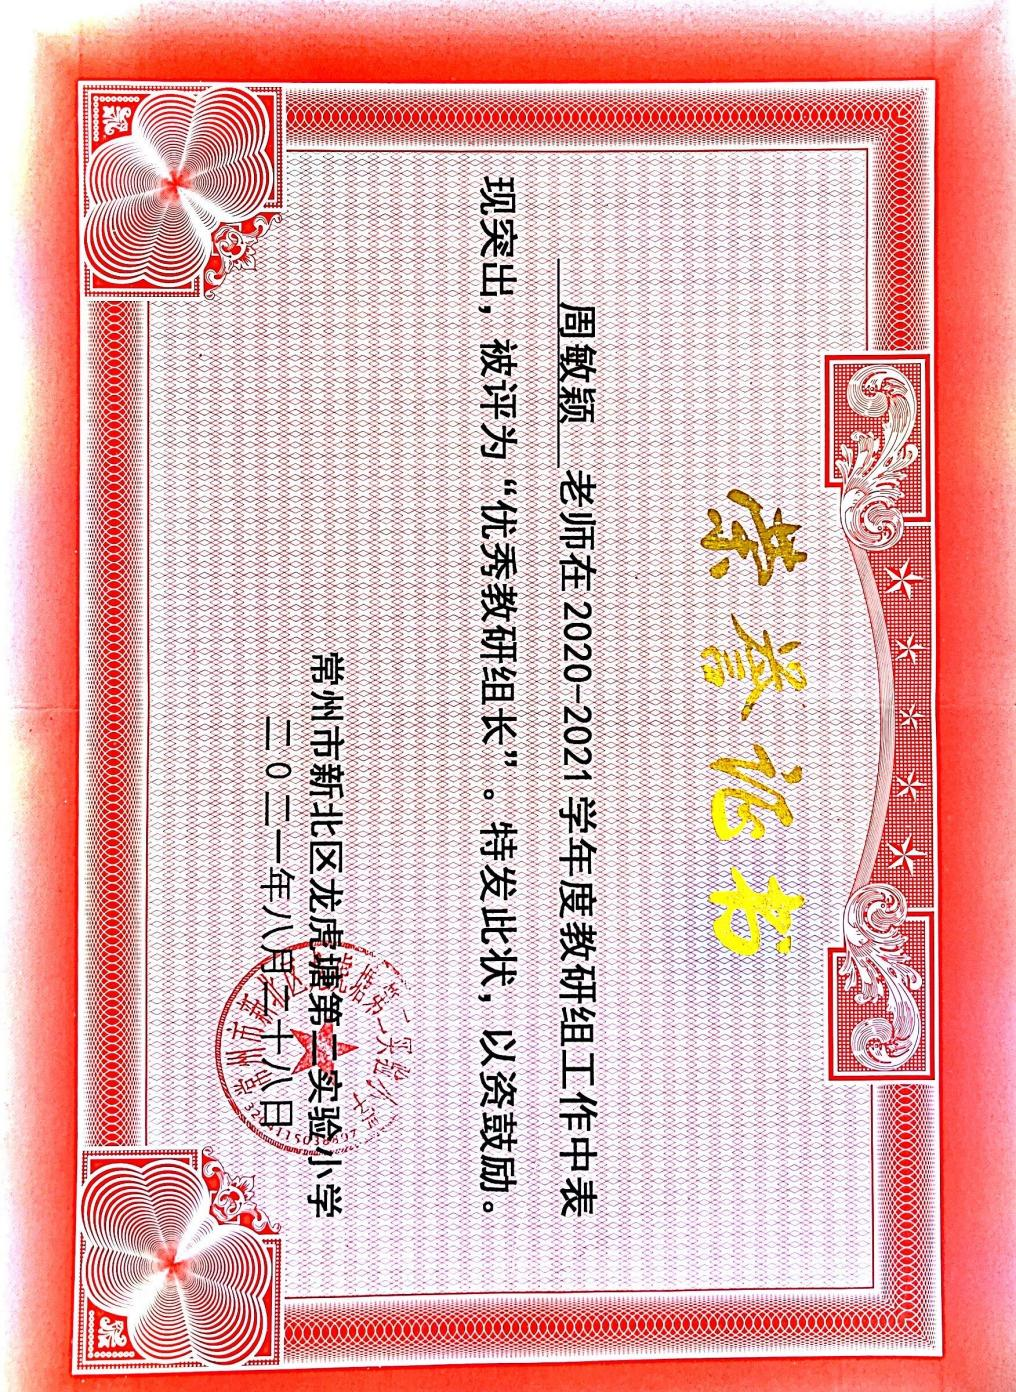 荣誉证书
周敏颖 老师在2020-2021学年度教研组工作中表
现突出，被评为“优秀教研组长”。特发此状，以资鼓励。
常州市新北区龙虎塘第二实验小学
二〇二一年八月二十八日